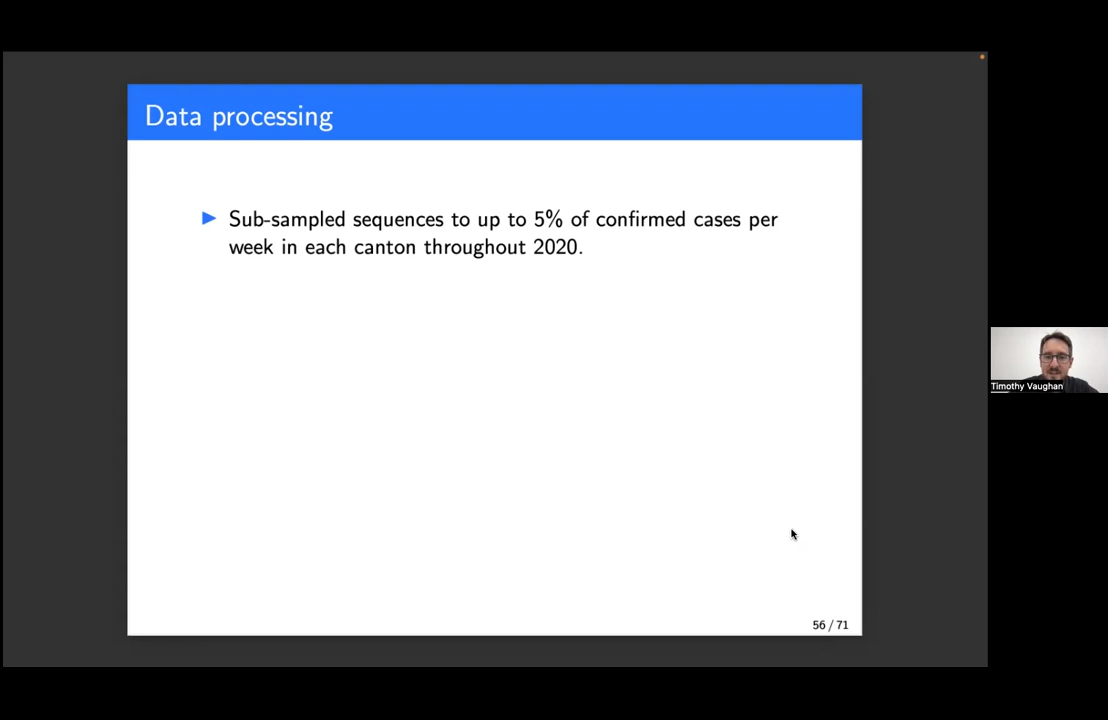 Data processing
Sub-sampled sequences to up to 5% of confirmed cases per
week in each canton throughout 2020.
Timothy Vaughan
56 / 71